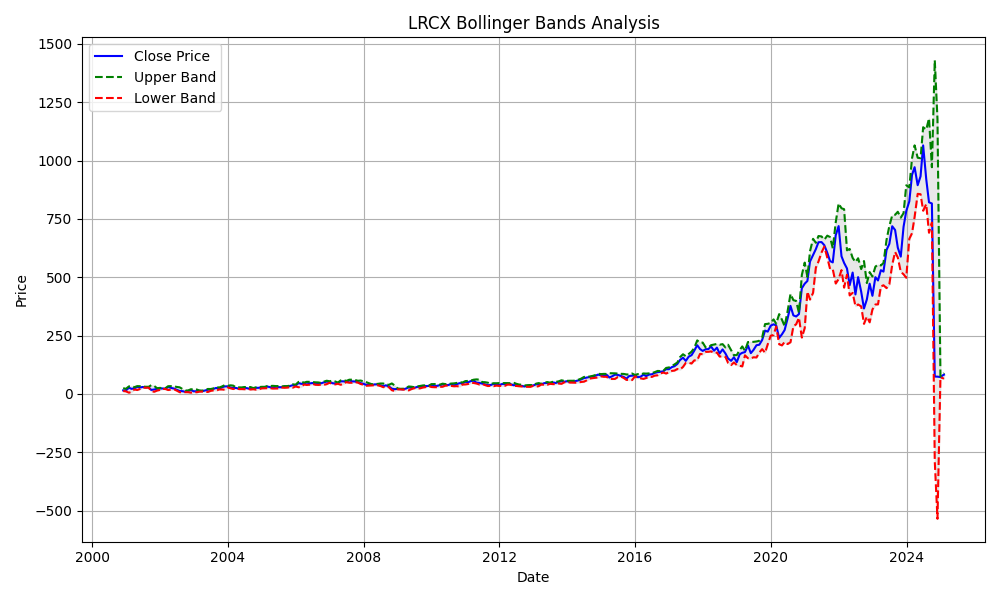 LRCX Bollinger Bands Analysis
1500
1250
1000
750
500
250
0
−250
−500
Price
Close Price
Upper Band
Lower Band
2000 2004 2008 2012 2016 2020 2024
Date